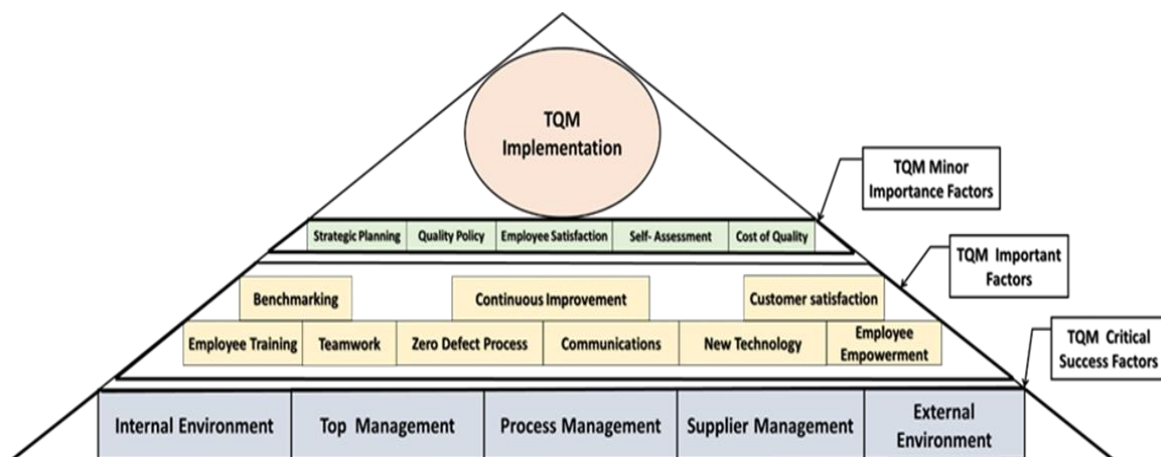 TQM
Implementation
TQM Minor
Importance Factors
Strategic Planning
Quality Policy
Employee Satisfaction
Self- Assessment
Cost of Quality
TQM Important
Factors
Benchmarking
Continuous Improvement
Customer satisfaction
Employee Training
Teamwork
Zero Defect Process
Communications
New Technology
Employee
Empowerment
TQM Critical
Success Factors
Internal Environment
Top Management
Process Management
Supplier Management
External
Environment